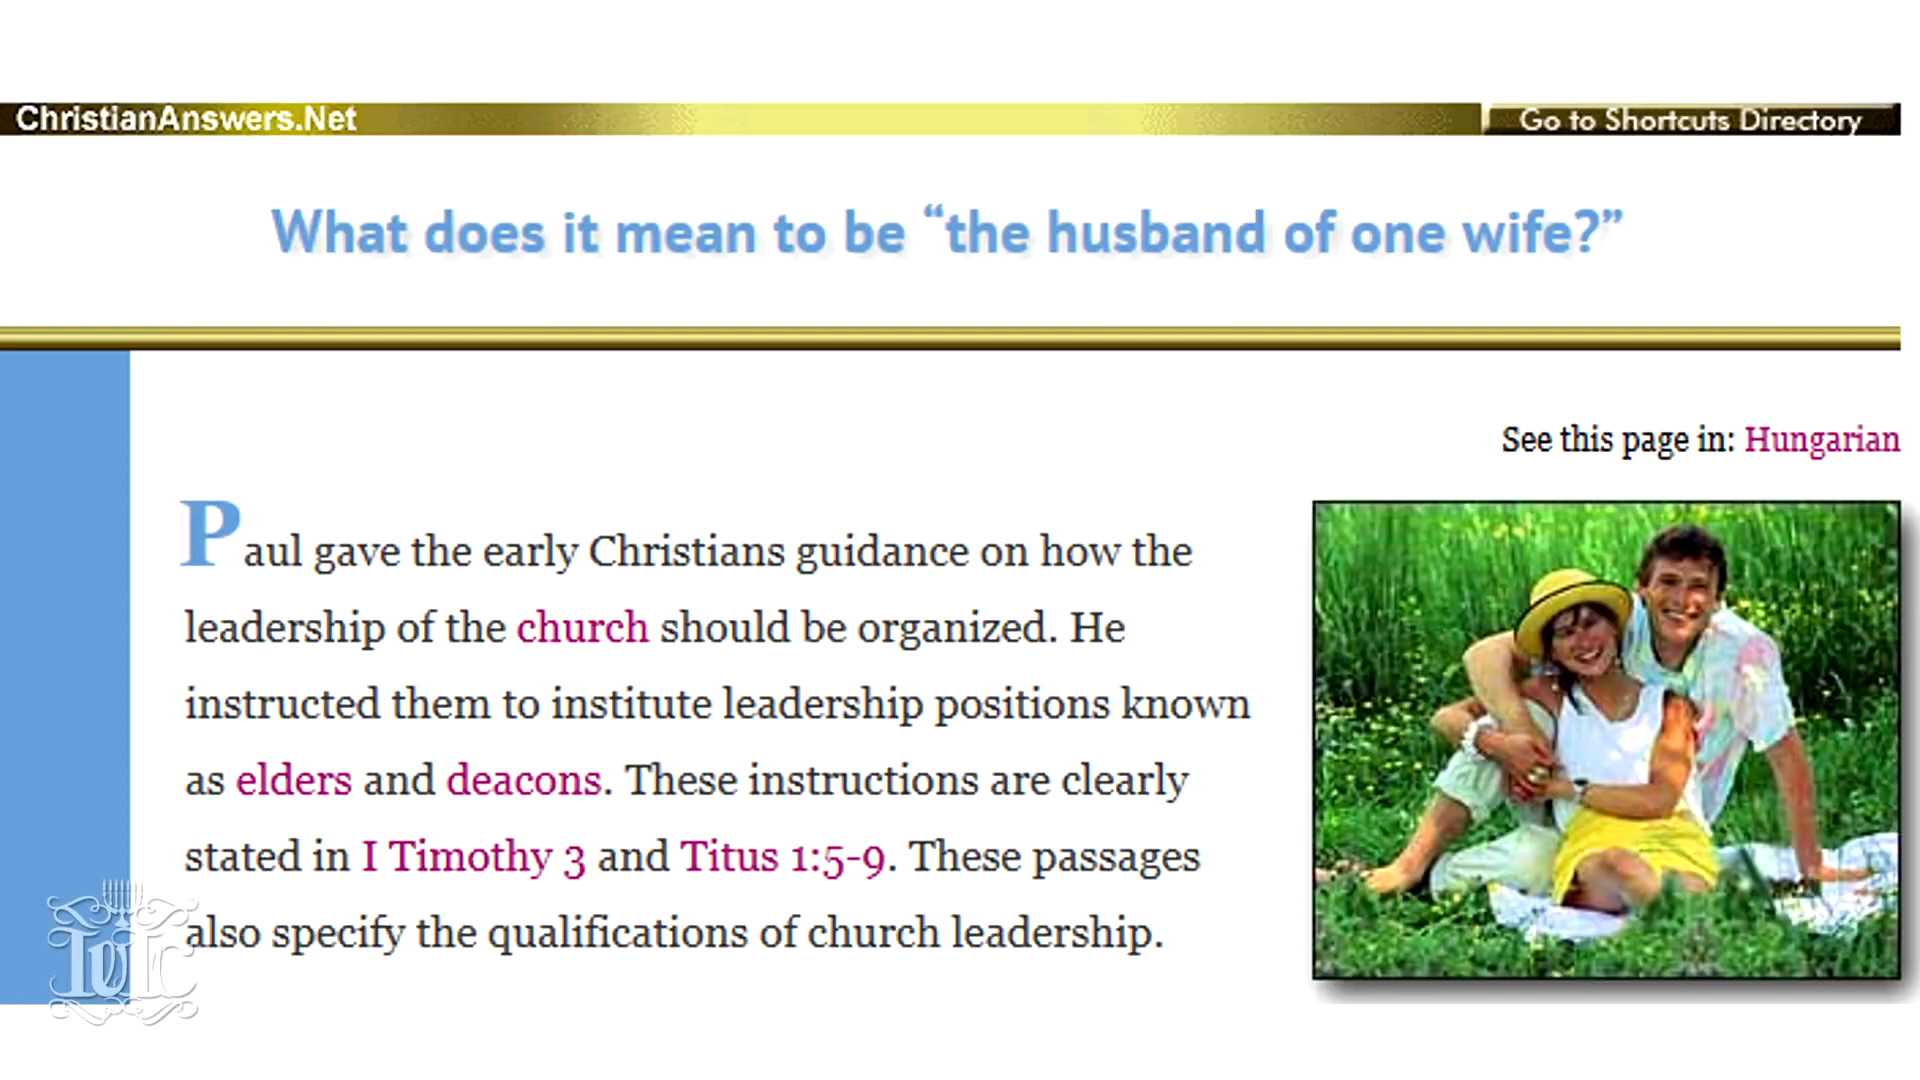 ChristianAnswers.Net
Go to Shortcuts Directory
What does it mean to be “the husband of one wife?”
See this page in: Hungarian
Paul gave the early Christians guidance on how the
leadership of the church should be organized. He
instructed them to institute leadership positions known
as elders and deacons. These instructions are clearly
stated in I Timothy 3 and Titus 1:5-9. These passages
also specify the qualifications of church leadership.
IUIC